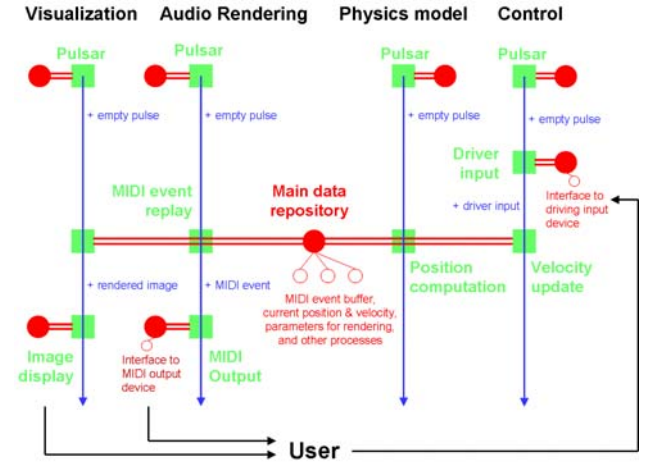 Visualization
Audio Rendering
Physics model
Control
Pulsar
Pulsar
Pulsar
Pulsar
+ empty pulse
+ empty pulse
+ empty pulse
+ empty pulse
Driver
input
MIDI event
replay
Main data
repository
+ driver input
Interface to
driving input
device
+ rendered image
+ MIDI event
MIDI event buffer,
current position & velocity,
parameters for rendering,
and other processes
Position
computation
Velocity
update
Image
display
Interface to
MIDI output
device
MIDI
Output
User